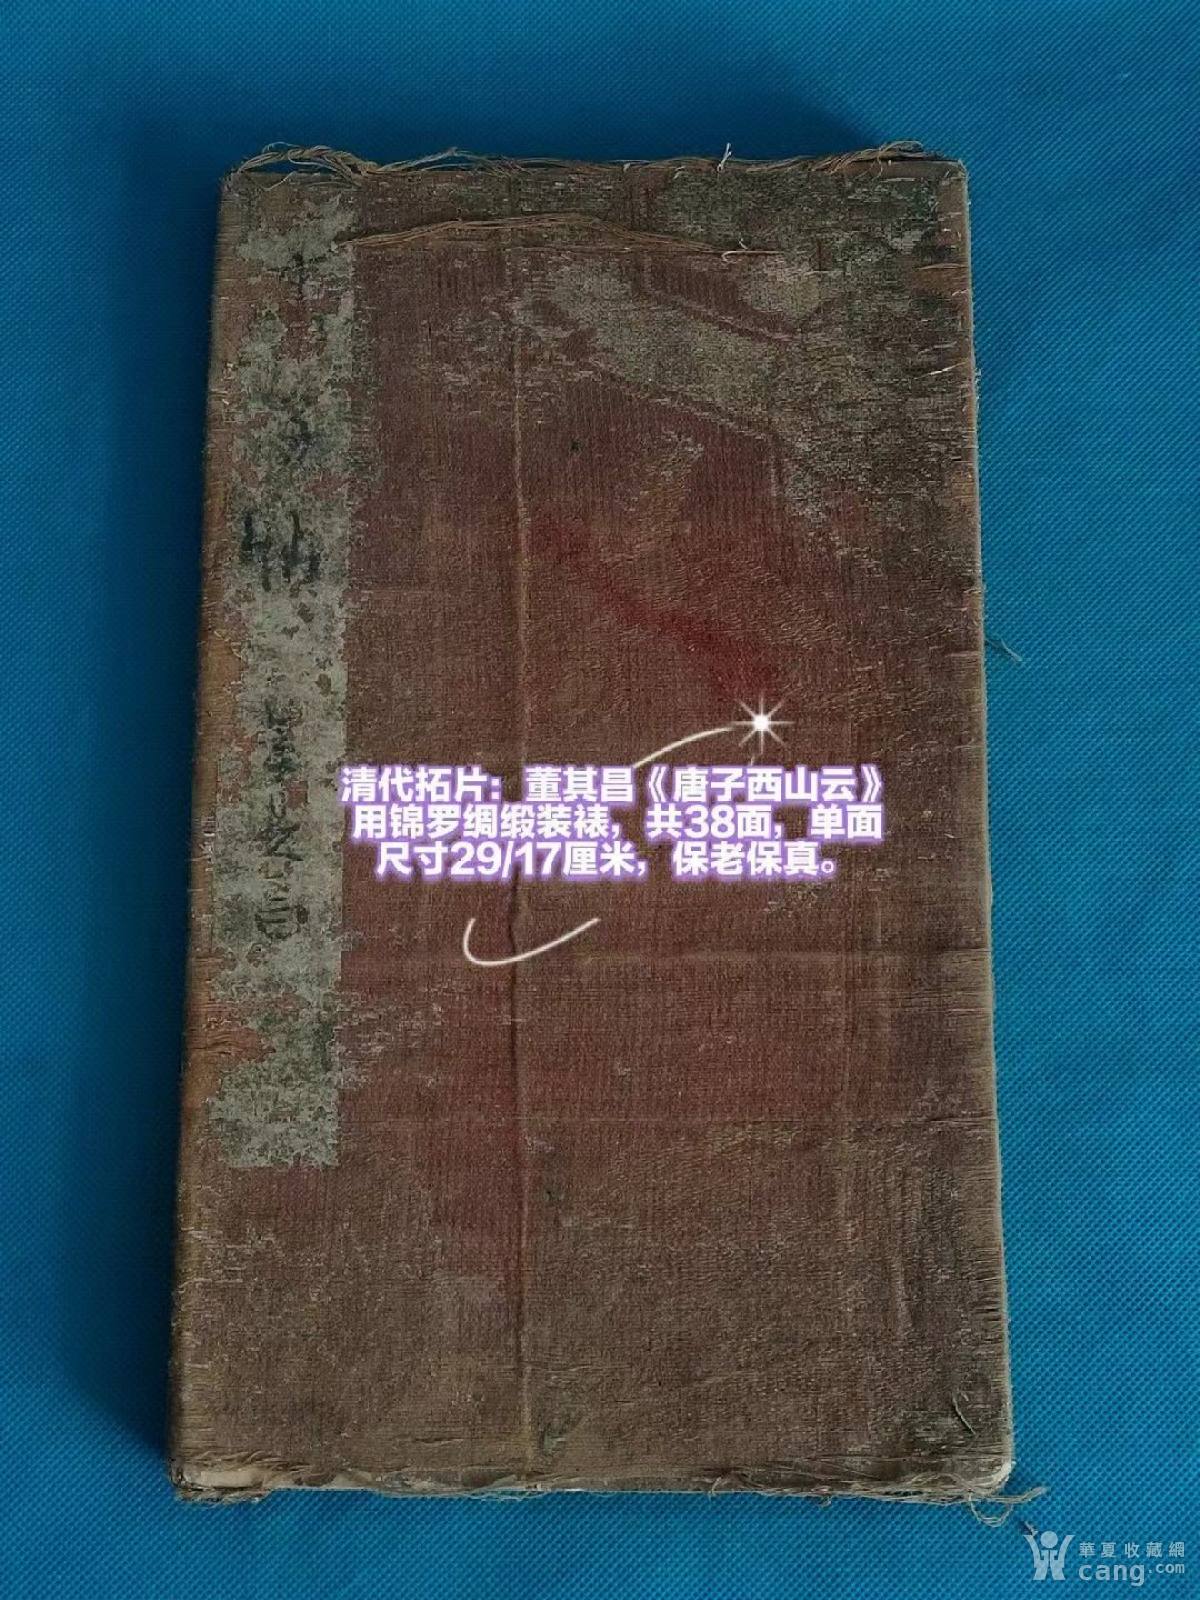 清代拓片：董其昌《唐子西山云》
用锦罗绸缎装裱，共38面，单面
尺寸29/17厘米，保老保真。
華夏收藏網
cang.com